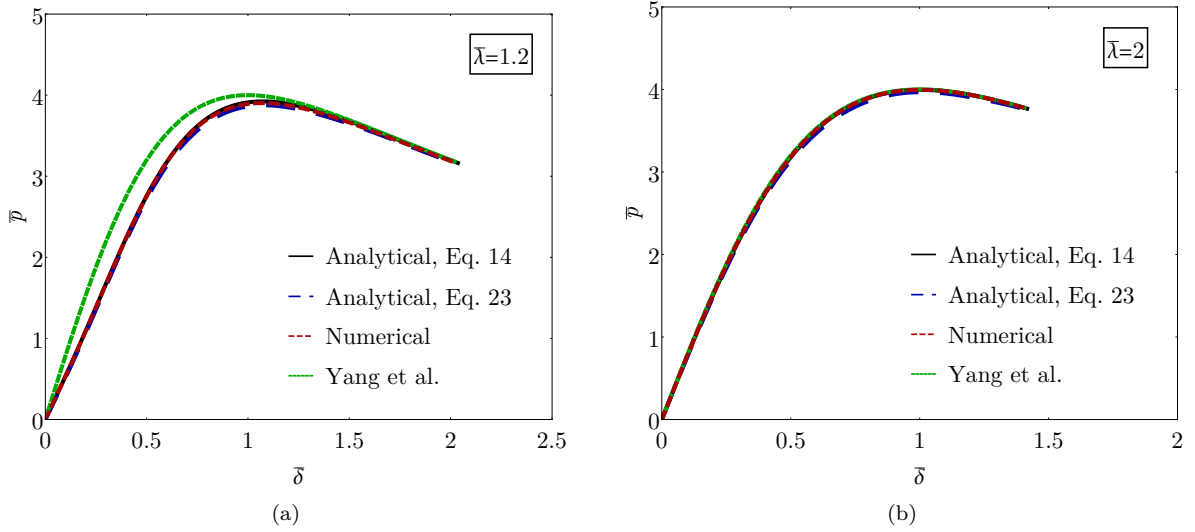 5
4
3
2
1
0
p̄
λ̄=1.2
Analytical, Eq. 14
Analytical, Eq. 23
Numerical
Yang et al.
0 0.5 1 1.5 2 2.5
δ̄
(a)
5
4
3
2
1
0
p̄
λ̄=2
Analytical, Eq. 14
Analytical, Eq. 23
Numerical
Yang et al.
0 0.5 1 1.5 2
δ̄
(b)